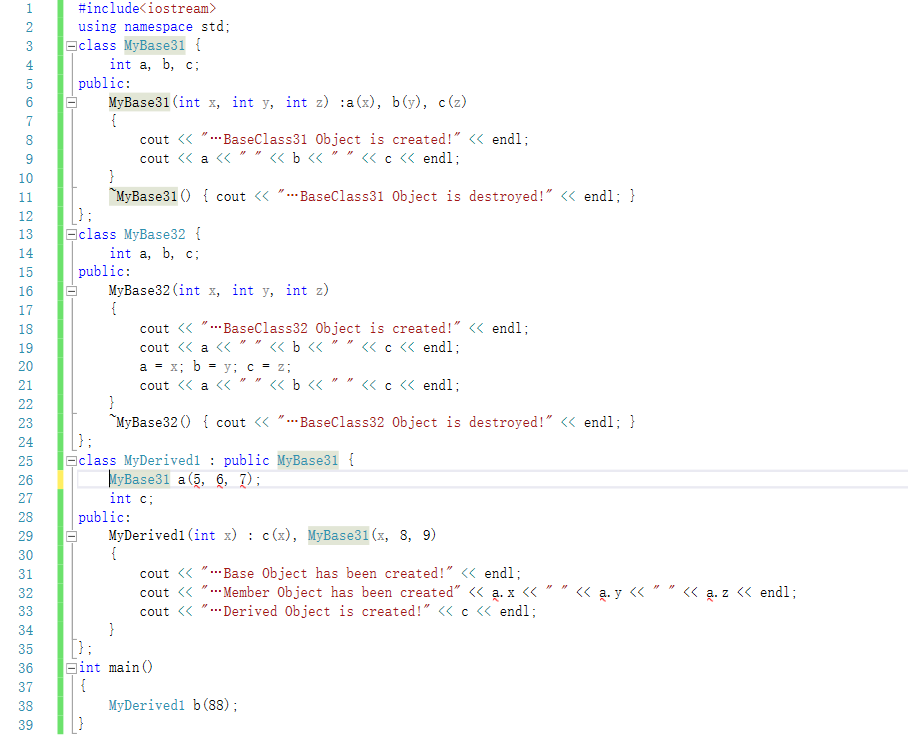 1 #include<iostream>
2 using namespace std;
3 class MyBase31 {
4 int a, b, c;
5 public:
6 MyBase31(int x, int y, int z) :a(x), b(y), c(z)
7 {
8 cout << "…BaseClass31 Object is created!" << endl;
9 cout << a << " " << b << " " << c << endl;
10 }
11 ~MyBase31() { cout << "…BaseClass31 Object is destroyed!" << endl; }
12 };
13 class MyBase32 {
14 int a, b, c;
15 public:
16 MyBase32(int x, int y, int z)
17 {
18 cout << "…BaseClass32 Object is created!" << endl;
19 cout << a << " " << b << " " << c << endl;
20 a = x; b = y; c = z;
21 cout << a << " " << b << " " << c << endl;
22 }
23 ~MyBase32() { cout << "…BaseClass32 Object is destroyed!" << endl; }
24 };
25 class MyDerived1 : public MyBase31 {
26 MyBase31 a(5, 6, 7);
27 int c;
28 public:
29 MyDerived1(int x) : c(x), MyBase31(x, 8, 9)
30 {
31 cout << "…Base Object has been created!" << endl;
32 cout << "…Member Object has been created" << a.x << " " << a.y << " " << a.z << endl;
33 cout << "…Derived Object is created!" << c << endl;
34 }
35 };
36 int main()
37 {
38 MyDerived1 b(88);
39 }